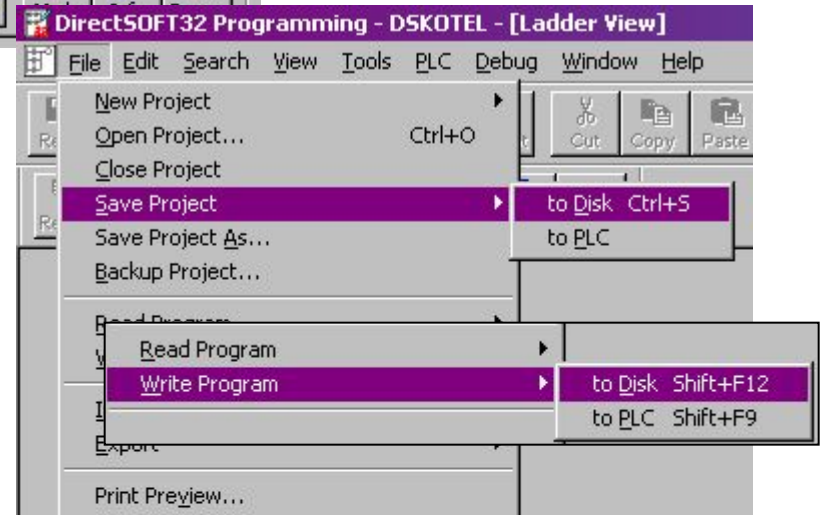 DirectSOFT32 Programming - DSKOTEL - [Ladder View]
File Edit Search View Tools PLC Debug Window Help
Cut Copy Paste
New Project
Open Project... Ctrl+O
Close Project
Save Project
to Disk Ctrl+S
to PLC
Save Project As...
Backup Project...
Read Program
Write Program
to Disk Shift+F12
to PLC Shift+F9
Export
Print Preview...